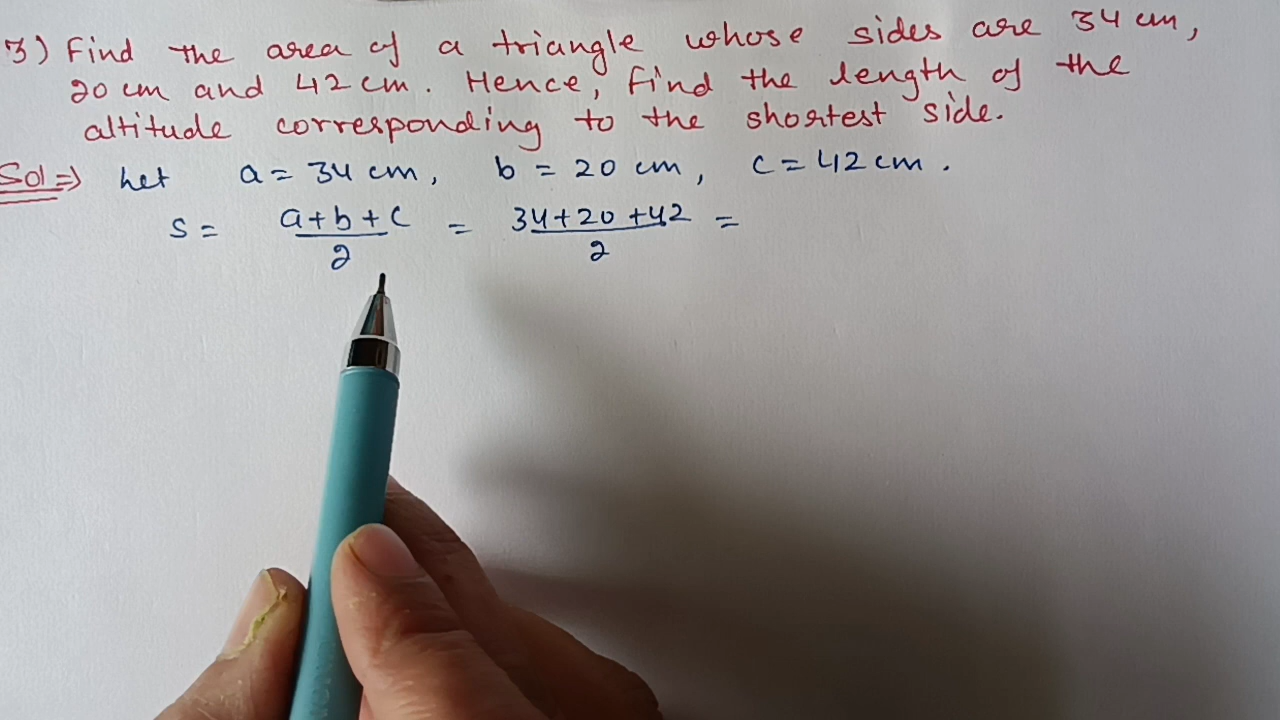 3) Find the area of a triangle whose sides are 34 cm,
20 cm and 42 cm. Hence, find the length of the
altitude corresponding to the shortest side.
Sol⇒ Let a = 34 cm, b = 20 cm, c = 42 cm.
s = a+b+c/2 = 34+20+42/2 =